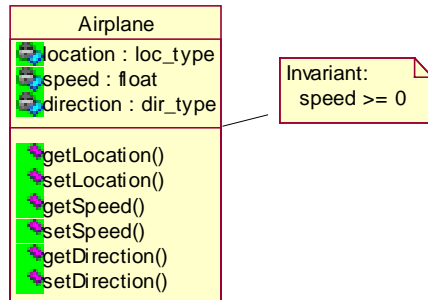 Airplane
location : loc_type
speed : float
direction : dir_type
Invariant:
speed >= 0
getLocation()
setLocation()
getSpeed()
setSpeed()
getDirection()
setDirection()